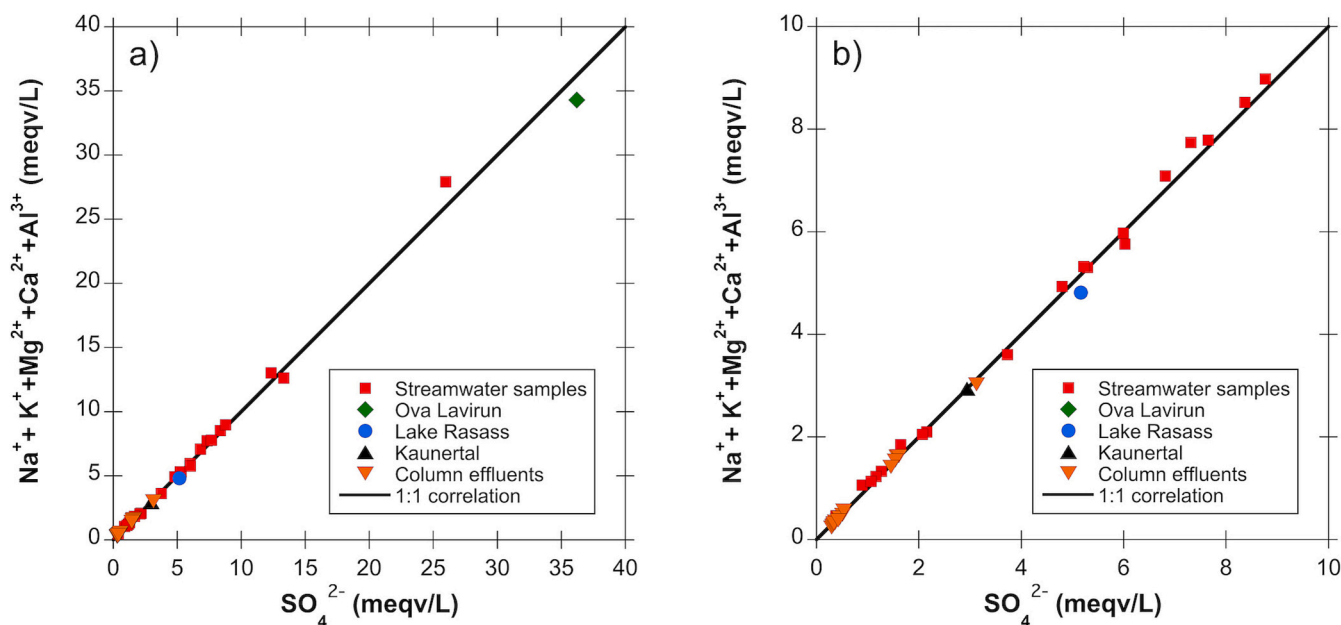 a)
Na⁺+ K⁺+Mg²⁺+Ca²⁺+Al³⁺ (meqv/L)
40
35
30
25
20
15
10
5
0
0 5 10 15 20 25 30 35 40
SO₄²⁻ (meqv/L)
Streamwater samples
Ova Lavirun
Lake Rasass
Kaunertal
Column effluents
1:1 correlation
b)
Na⁺+ K⁺+Mg²⁺+Ca²⁺+Al³⁺ (meqv/L)
10
8
6
4
2
0
0 2 4 6 8 10
SO₄²⁻ (meqv/L)
Streamwater samples
Ova Lavirun
Lake Rasass
Kaunertal
Column effluents
1:1 correlation